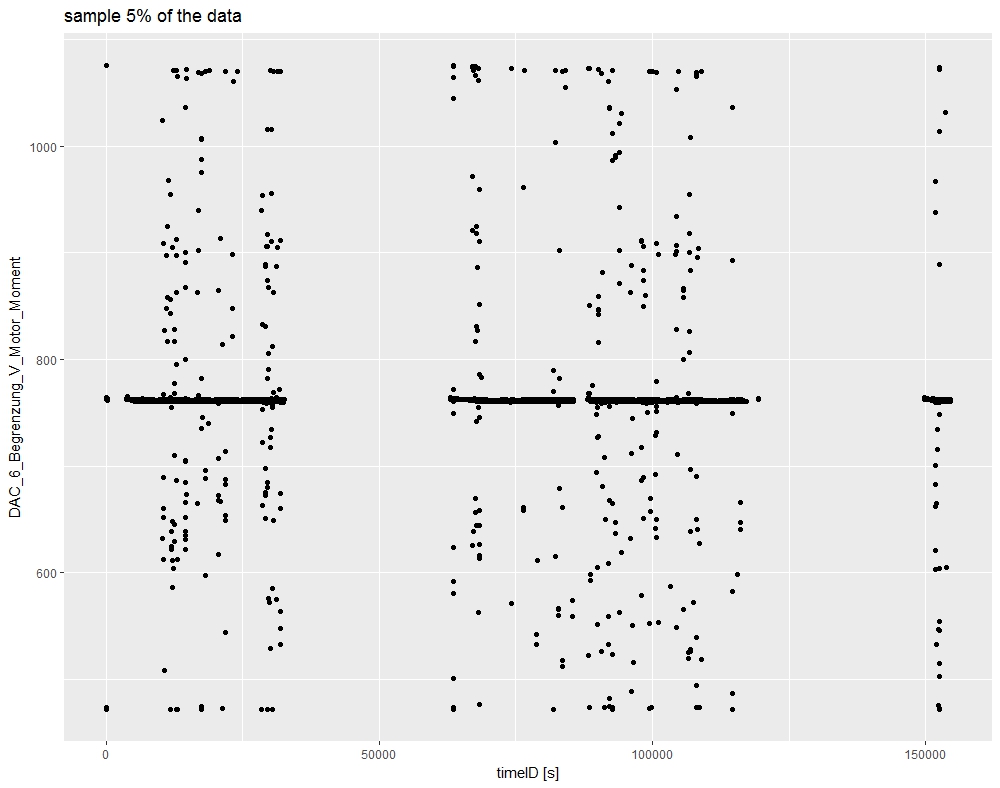 sample 5% of the data
DAC_6_Begrenzung_V_Motor_Moment
1000
800
600
0
50000
100000
150000
timeID [s]